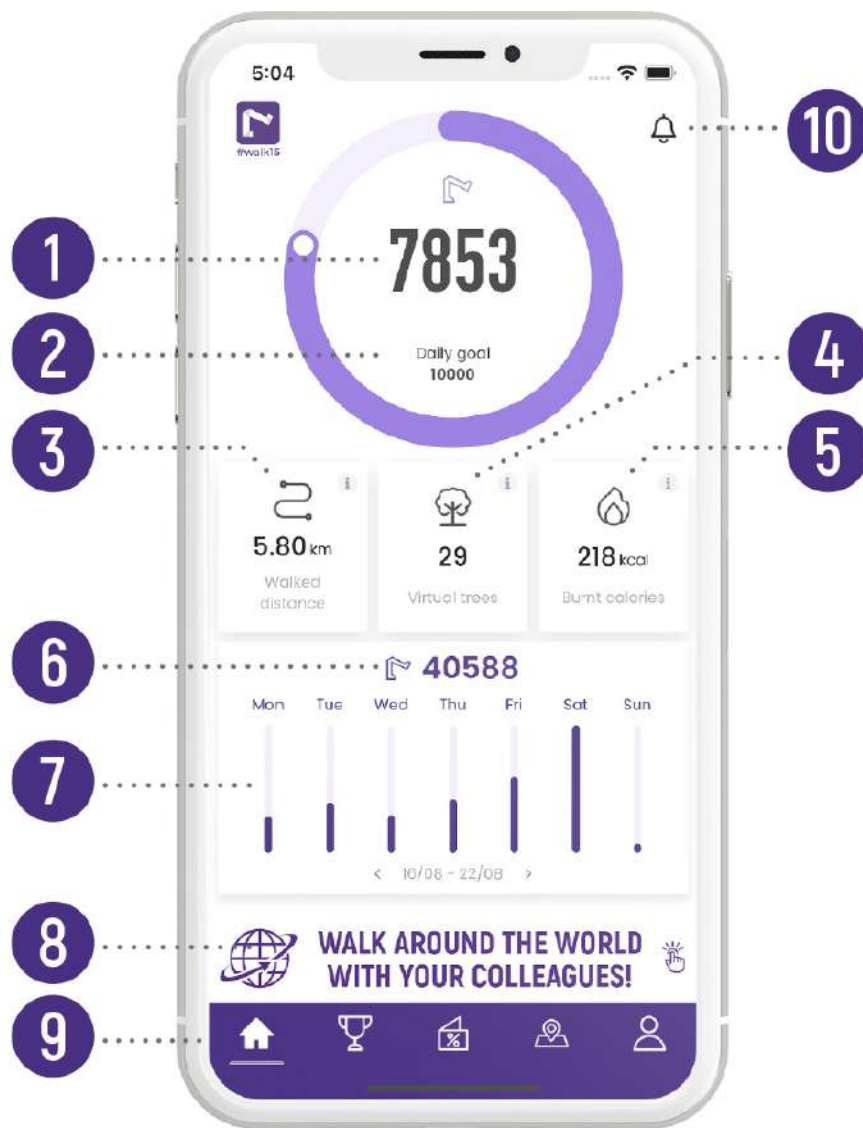 5:04
#walk15
10
1
7853
2
Daily goal
10000
4
3
5
5.80 km
Walked
distance
29
Virtual trees
218 kcal
Burnt calories
6
40588
Mon Tue Wed Thu Fri Sat Sun
7
< 16/08 - 22/08 >
8
WALK AROUND THE WORLD
WITH YOUR COLLEAGUES!
9
%